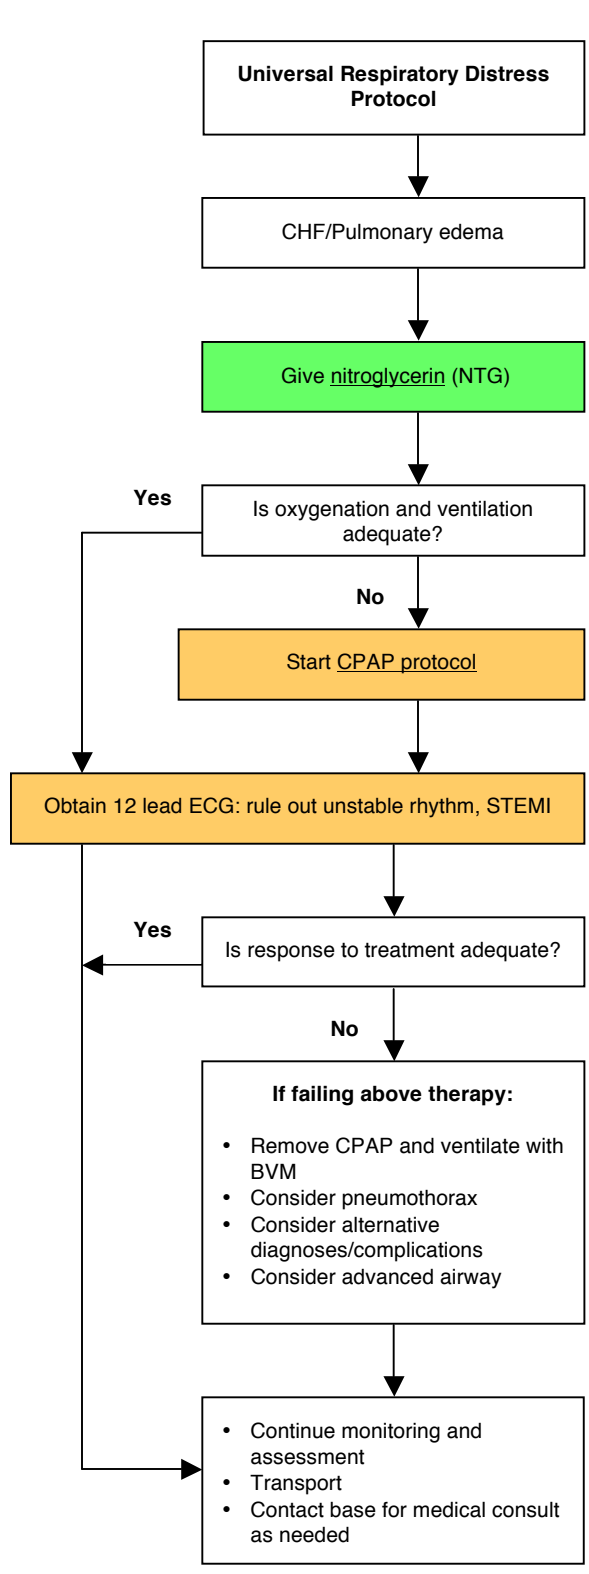 Universal Respiratory Distress
Protocol
CHF/Pulmonary edema
Give nitroglycerin (NTG)
Yes
Is oxygenation and ventilation
adequate?
No
Start CPAP protocol
Obtain 12 lead ECG: rule out unstable rhythm, STEMI
Yes
Is response to treatment adequate?
No
If failing above therapy:
• Remove CPAP and ventilate with
BVM
• Consider pneumothorax
• Consider alternative
diagnoses/complications
• Consider advanced airway
• Continue monitoring and
assessment
• Transport
• Contact base for medical consult
as needed